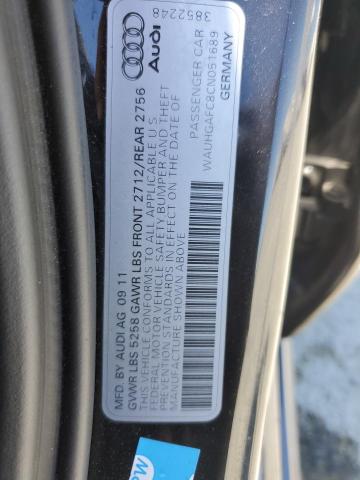 MFD. BY AUDI AG 09 11
GVWR LBS 5258 GAWR LBS FRONT 2712/REAR 2756
THIS VEHICLE CONFORMS TO ALL APPLICABLE U.S.
FEDERAL MOTOR VEHICLE SAFETY BUMPER AND THEFT
PREVENTION STANDARDS IN EFFECT ON THE DATE OF
MANUFACTURE SHOWN ABOVE
Audi
3852248
PASSENGER CAR
WAUHGAFC8CN051689
GERMANY